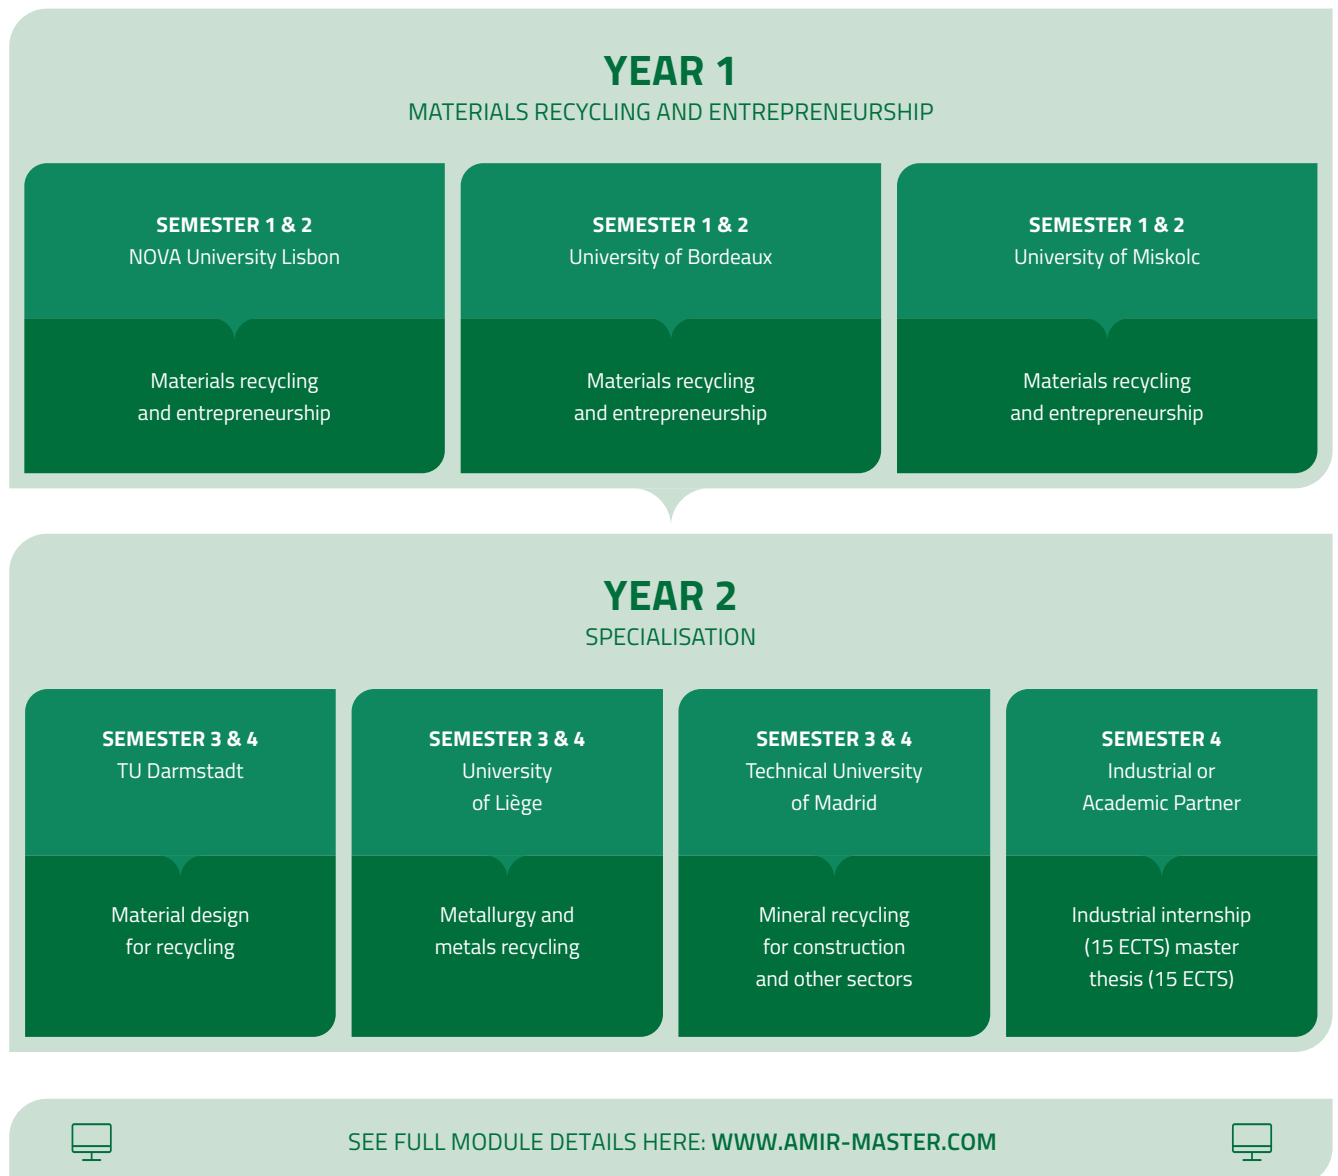 YEAR 1
MATERIALS RECYCLING AND ENTREPRENEURSHIP
SEMESTER 1 & 2
NOVA University Lisbon
Materials recycling
and entrepreneurship
SEMESTER 1 & 2
University of Bordeaux
Materials recycling
and entrepreneurship
SEMESTER 1 & 2
University of Miskolc
Materials recycling
and entrepreneurship
YEAR 2
SPECIALISATION
SEMESTER 3 & 4
TU Darmstadt
Material design
for recycling
SEMESTER 3 & 4
University
of Liège
Metallurgy and
metals recycling
SEMESTER 3 & 4
Technical University
of Madrid
Mineral recycling
for construction
and other sectors
SEMESTER 4
Industrial or
Academic Partner
Industrial internship
(15 ECTS) master
thesis (15 ECTS)
SEE FULL MODULE DETAILS HERE: WWW.AMIR-MASTER.COM